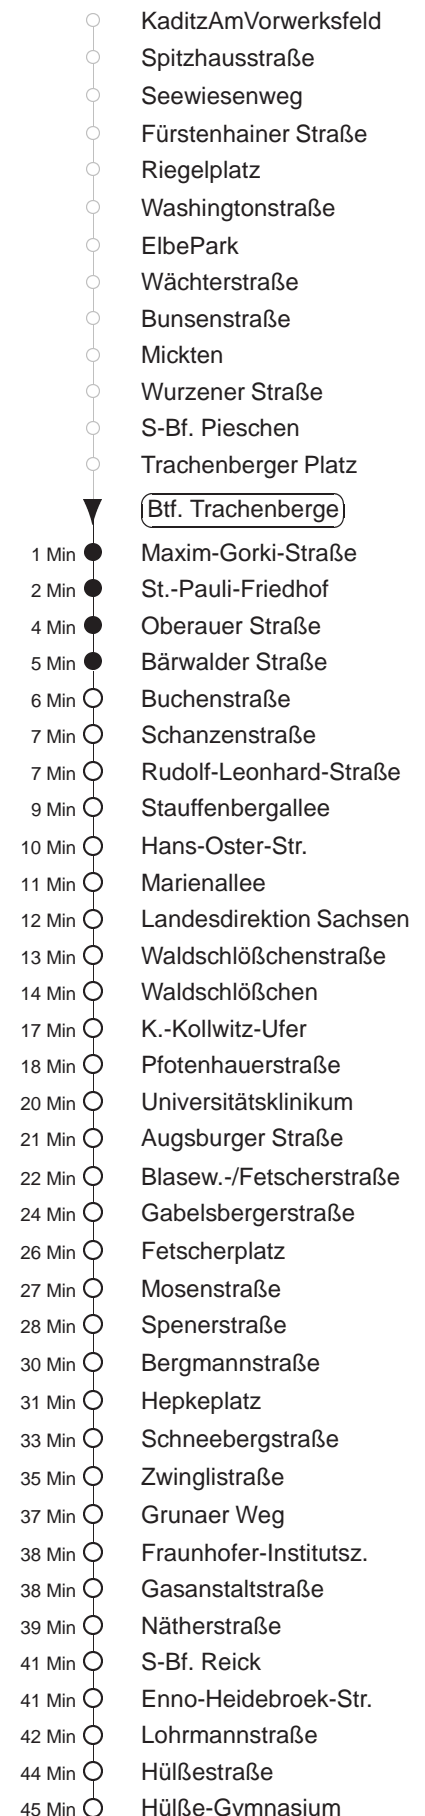 KaditzAmVorwerksfeld
Spitzhausstraße
Seewiesenweg
Fürstenhainer Straße
Riegelplatz
Washingtonstraße
ElbePark
Wächterstraße
Bunsenstraße
Mickten
Wurzener Straße
S-Bf. Pieschen
Trachenberger Platz
Btf. Trachenberge
1 Min Maxim-Gorki-Straße
2 Min St.-Pauli-Friedhof
4 Min Oberauer Straße
5 Min Bärwalder Straße
6 Min Buchenstraße
7 Min Schanzenstraße
7 Min Rudolf-Leonhard-Straße
9 Min Stauffenbergallee
10 Min Hans-Oster-Str.
11 Min Marienallee
12 Min Landesdirektion Sachsen
13 Min Waldschlößchenstraße
14 Min Waldschlößchen
17 Min K.-Kollwitz-Ufer
18 Min Pfotenhauerstraße
20 Min Universitätsklinikum
21 Min Augsburger Straße
22 Min Blasew.-/Fetscherstraße
24 Min Gabelsbergerstraße
26 Min Fetscherplatz
27 Min Mosenstraße
28 Min Spenerstraße
30 Min Bergmannstraße
31 Min Hepkeplatz
33 Min Schneebergstraße
35 Min Zwinglistraße
37 Min Grunaer Weg
38 Min Fraunhofer-Institutsz.
38 Min Gasanstaltstraße
39 Min Nätherstraße
41 Min S-Bf. Reick
41 Min Enno-Heidebroek-Str.
42 Min Lohrmannstraße
44 Min Hülßestraße
45 Min Hülße-Gymnasium